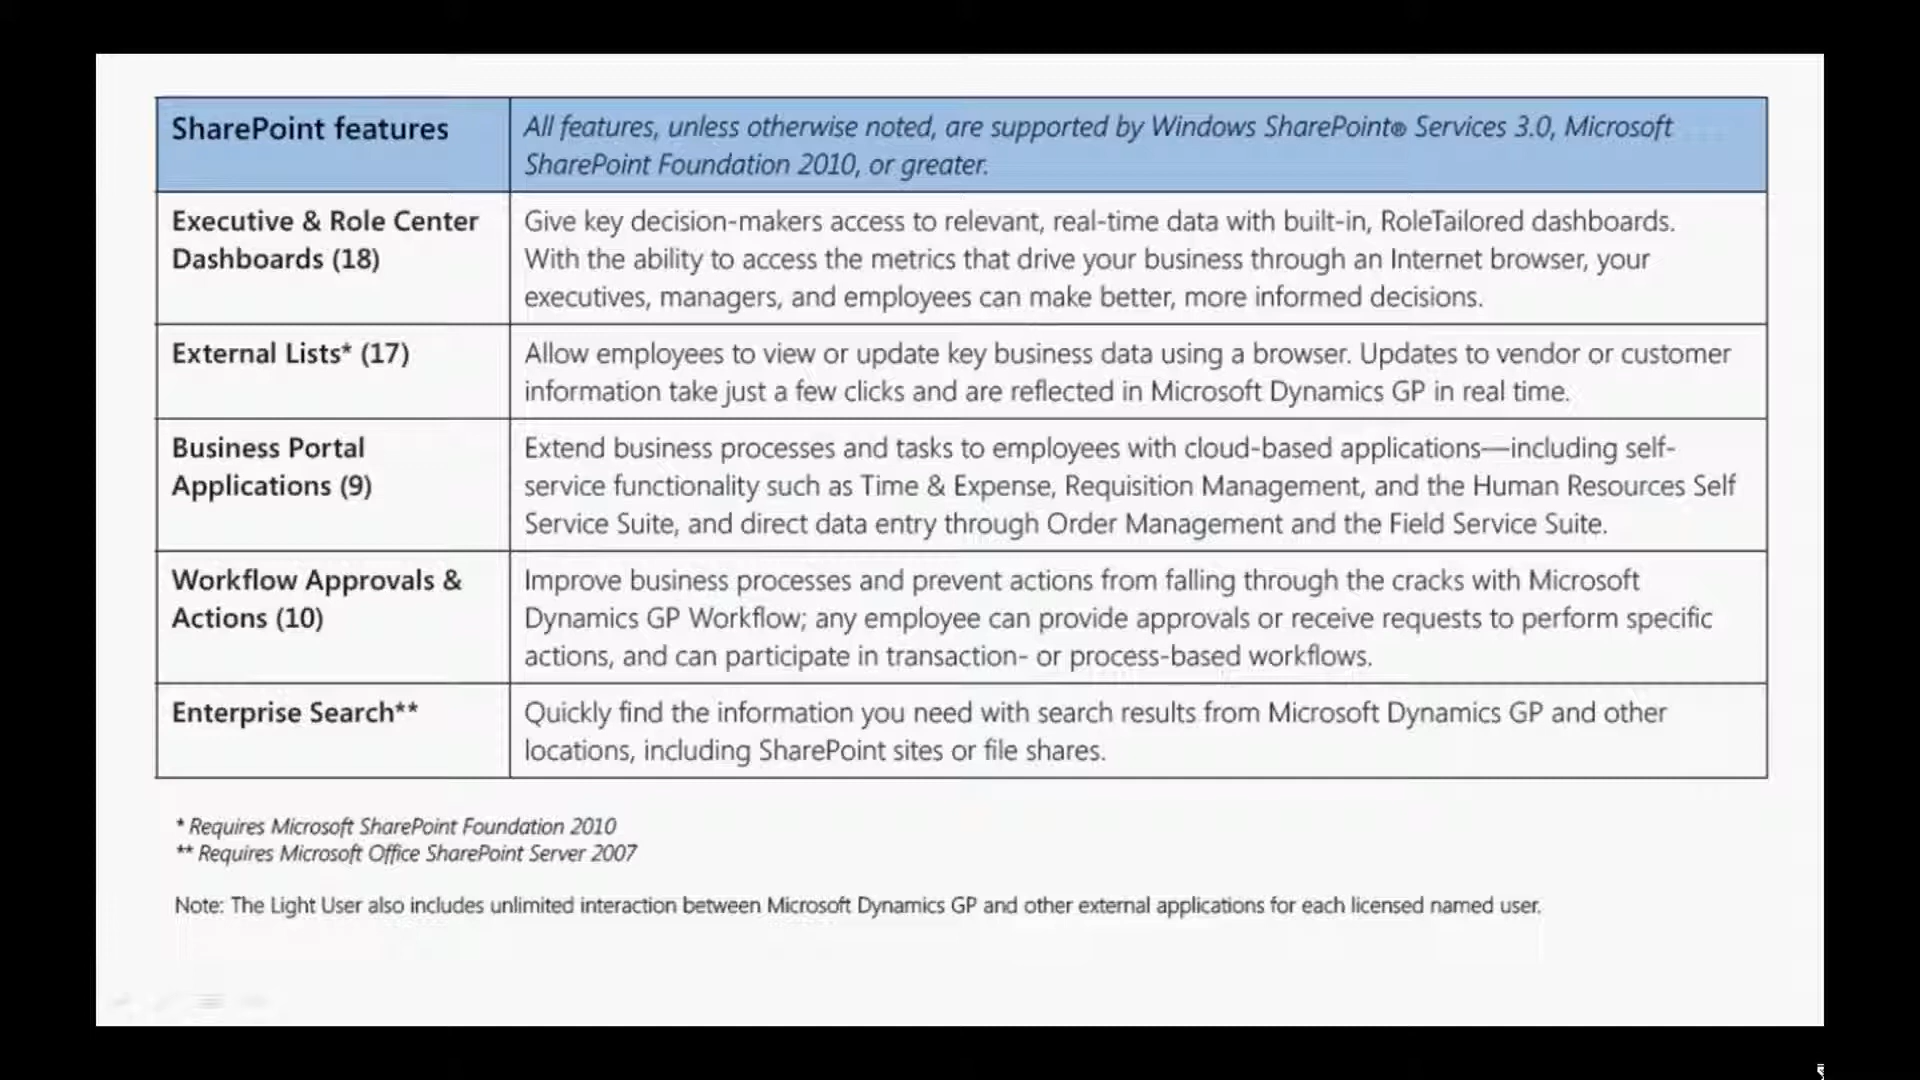 SharePoint features
All features, unless otherwise noted, are supported by Windows SharePoint® Services 3.0, Microsoft
SharePoint Foundation 2010, or greater.
Executive & Role Center
Dashboards (18)
Give key decision-makers access to relevant, real-time data with built-in, RoleTailored dashboards.
With the ability to access the metrics that drive your business through an Internet browser, your
executives, managers, and employees can make better, more informed decisions.
External Lists* (17)
Allow employees to view or update key business data using a browser. Updates to vendor or customer
information take just a few clicks and are reflected in Microsoft Dynamics GP in real time.
Business Portal
Applications (9)
Extend business processes and tasks to employees with cloud-based applications—including self-
service functionality such as Time & Expense, Requisition Management, and the Human Resources Self
Service Suite, and direct data entry through Order Management and the Field Service Suite.
Workflow Approvals &
Actions (10)
Improve business processes and prevent actions from falling through the cracks with Microsoft
Dynamics GP Workflow; any employee can provide approvals or receive requests to perform specific
actions, and can participate in transaction- or process-based workflows.
Enterprise Search**
Quickly find the information you need with search results from Microsoft Dynamics GP and other
locations, including SharePoint sites or file shares.
* Requires Microsoft SharePoint Foundation 2010
** Requires Microsoft Office SharePoint Server 2007
Note: The Light User also includes unlimited interaction between Microsoft Dynamics GP and other external applications for each licensed named user.